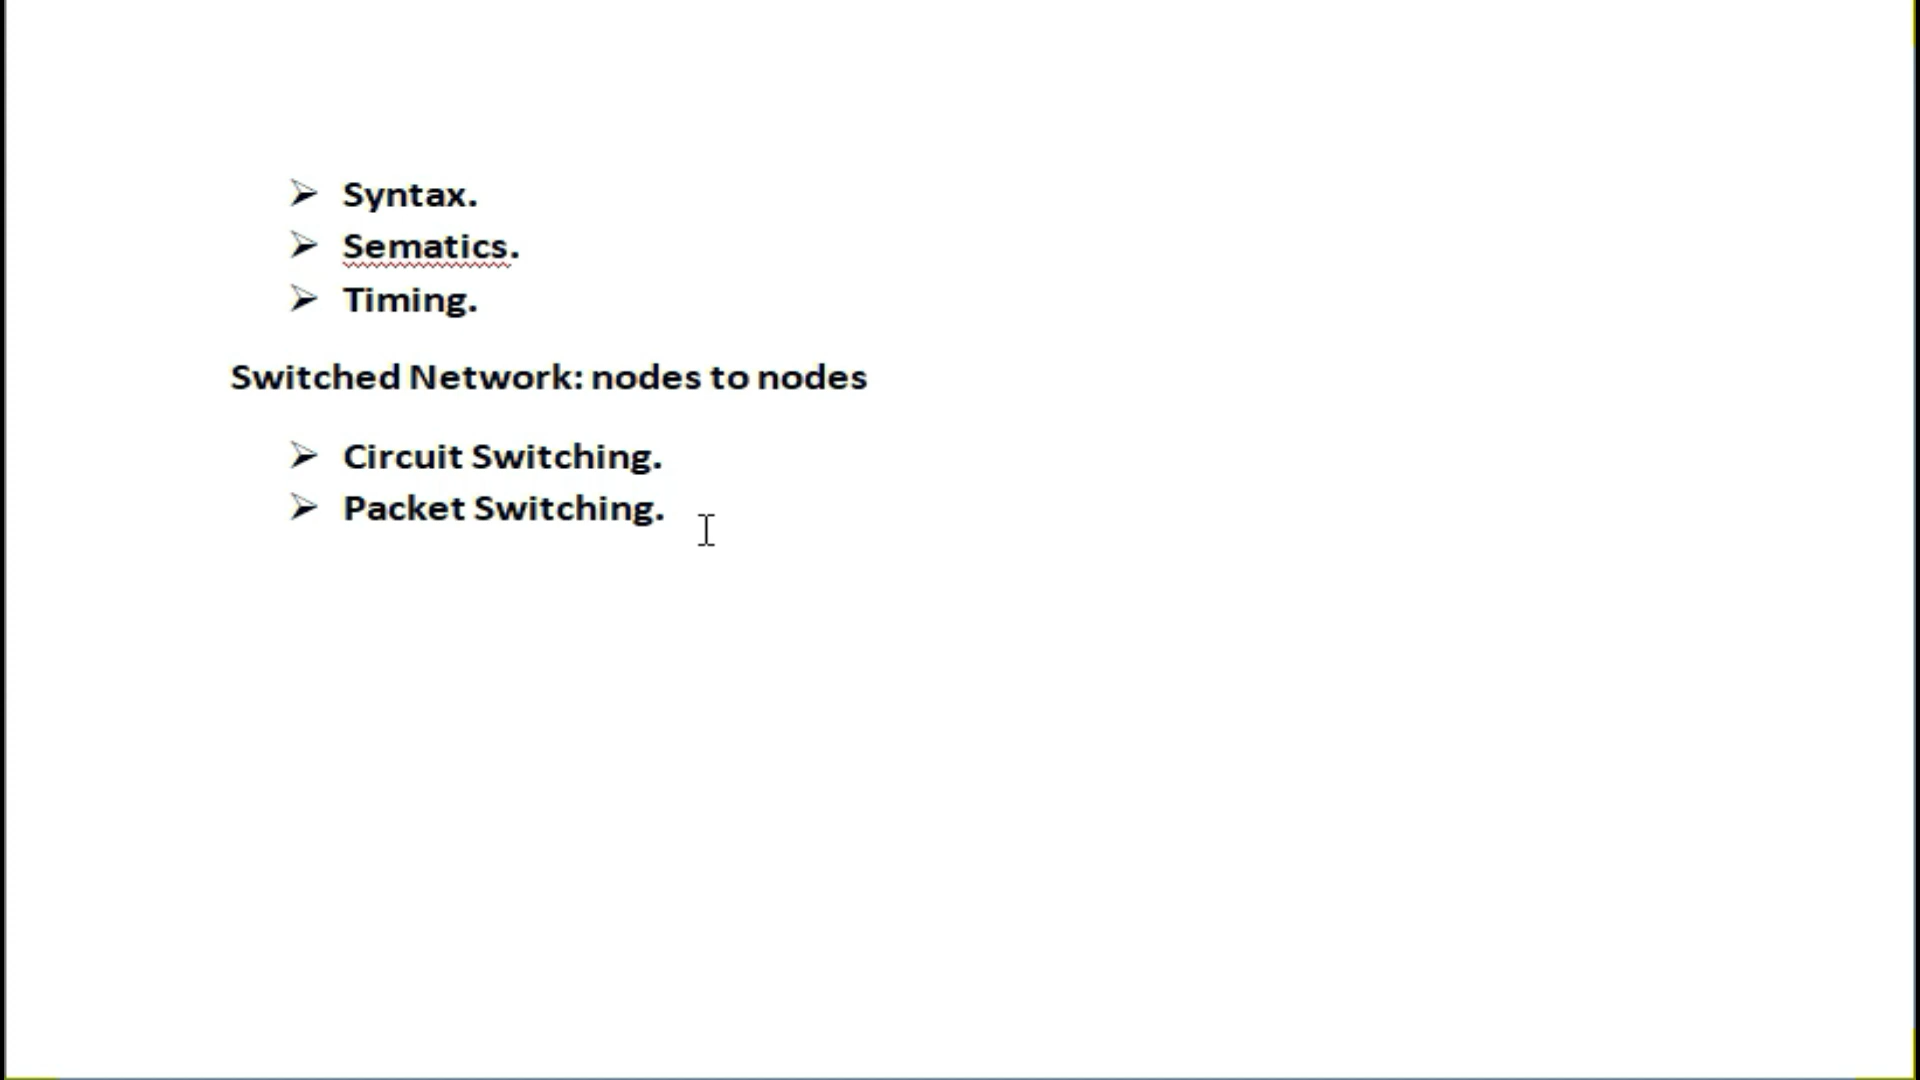 Syntax.
Sematics.
Timing.
Switched Network: nodes to nodes
Circuit Switching.
Packet Switching.